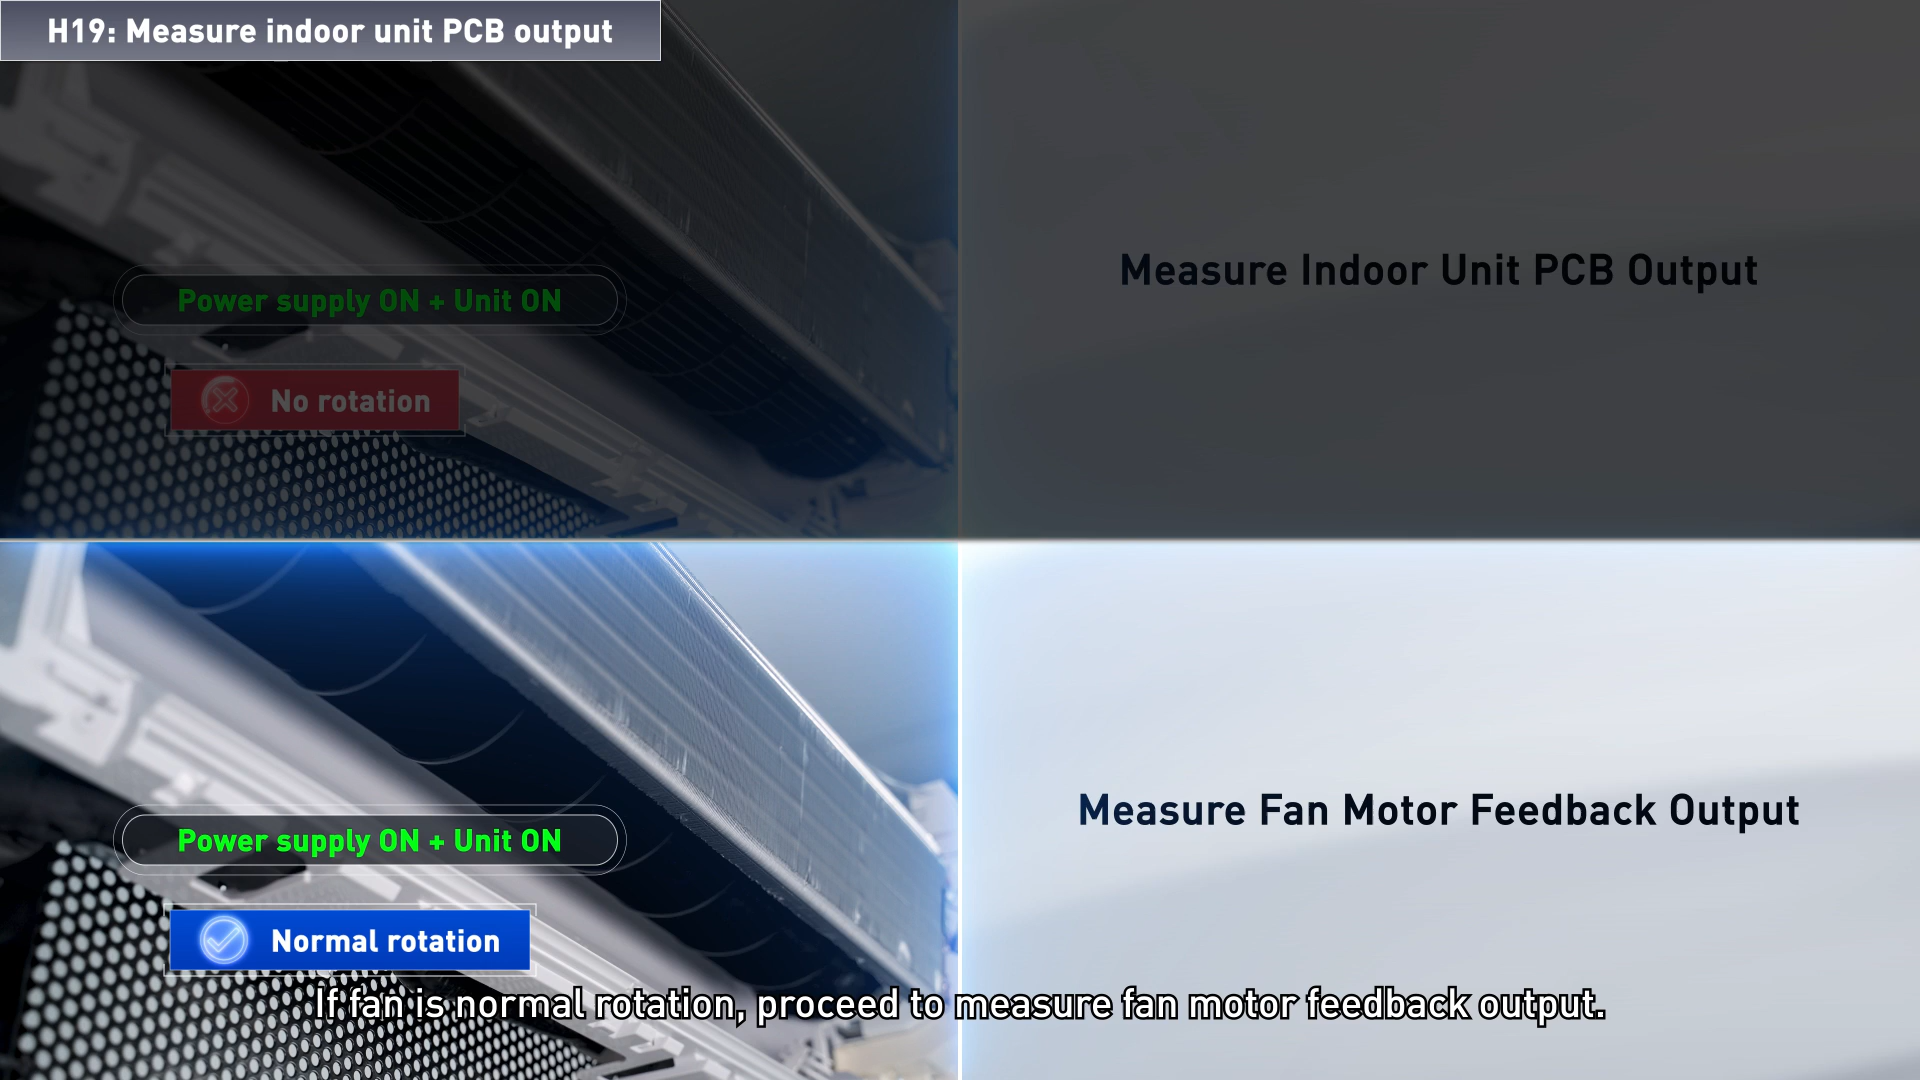 H19: Measure indoor unit PCB output
Power supply ON + Unit ON
No rotation
Measure Indoor Unit PCB Output
Power supply ON + Unit ON
Normal rotation
Measure Fan Motor Feedback Output
If fan is normal rotation, proceed to measure fan motor feedback output.